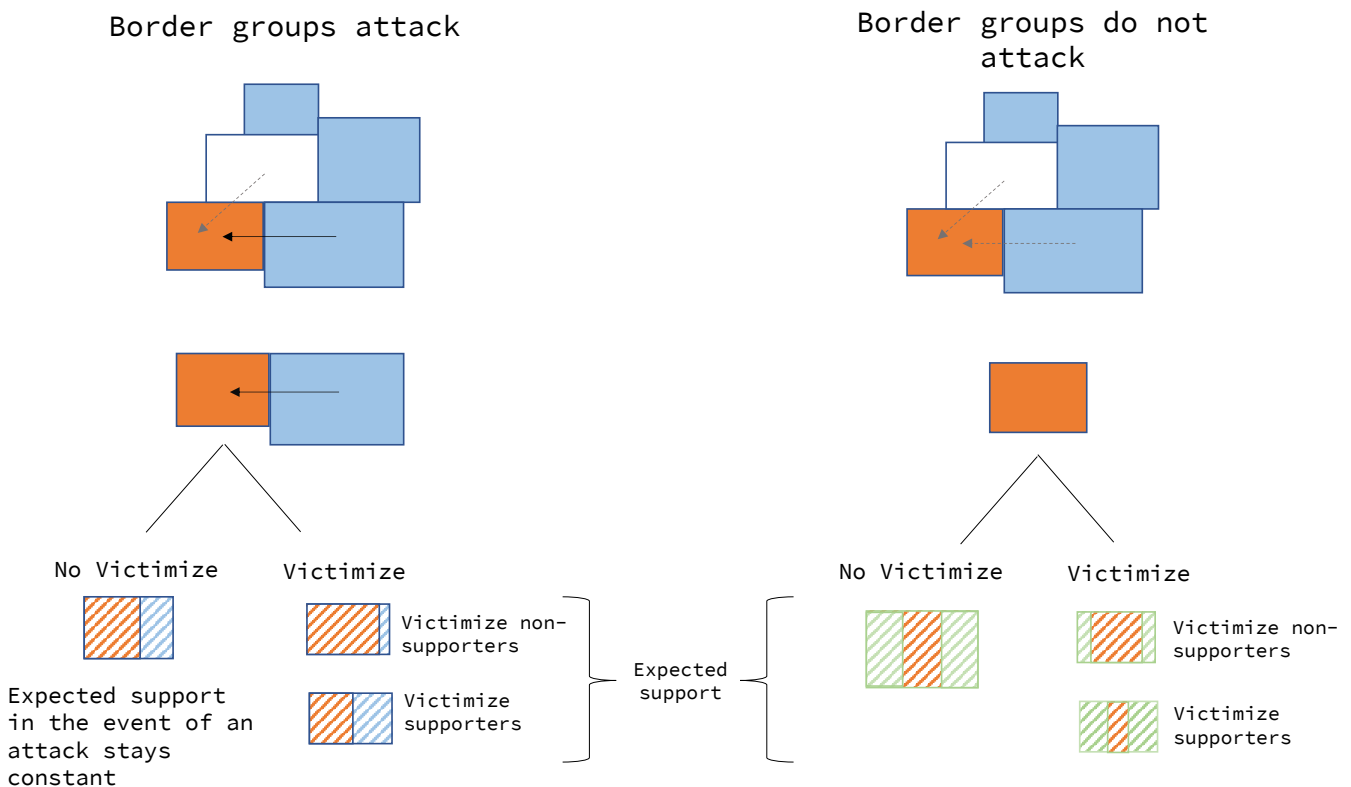 Border groups attack
Border groups do not
attack
No Victimize
Victimize
Victimize non-
supporters
Victimize
supporters
Expected support
in the event of an
attack stays
constant
Expected
support
No Victimize
Victimize
Victimize non-
supporters
Victimize
supporters